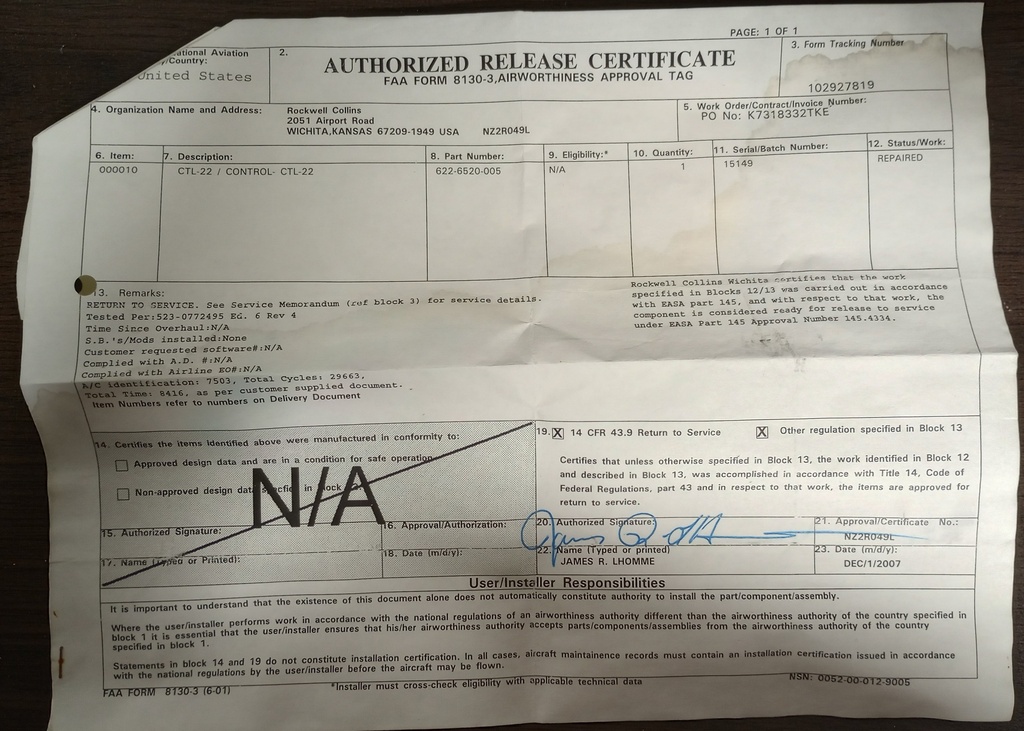 PAGE: 1 OF 1
ational Aviation
/Country:
United States
2.
AUTHORIZED RELEASE CERTIFICATE
FAA FORM 8130-3,AIRWORTHINESS APPROVAL TAG
3. Form Tracking Number
102927819
4. Organization Name and Address:
Rockwell Collins
2051 Airport Road
WICHITA,KANSAS 67209-1949 USA NZ2R049L
5. Work Order/Contract/Invoice Number:
PO No: K7318332TKE
6. Item: 7. Description: 8. Part Number: 9. Eligibility:* 10. Quantity: 11. Serial/Batch Number: 12. Status/Work:
000010 CTL-22 / CONTROL- CTL-22 622-6520-005 N/A 1 15149 REPAIRED
13. Remarks:
RETURN TO SERVICE. See Service Memorandum (ref block 3) for service details.
Tested Per:523-0772495 EG. 6 Rev 4
Time Since Overhaul:N/A
S.B.'s/Mods installed:None
Customer requested software#:N/A
Complied with A.D. #:N/A
Complied with Airline EO#:N/A
A/C identification: 7503, Total Cycles: 29663,
Total Time: 8416, as per customer supplied document.
Item Numbers refer to numbers on Delivery Document
Rockwell Collins Wichita certifies that the work
specified in Blocks 12/13 was carried out in accordance
with EASA part 145, and with respect to that work, the
component is considered ready for release to service
under EASA Part 145 Approval Number 145.4334.
14. Certifies the items identified above were manufactured in conformity to:
Approved design data and are in a condition for safe operation
Non-approved design data specfied in Block
N/A
15. Authorized Signature:
16. Approval/Authorization:
17. Name (Typed or Printed):
18. Date (m/d/y):
19. X 14 CFR 43.9 Return to Service X Other regulation specified in Block 13
Certifies that unless otherwise specified in Block 13, the work identified in Block 12
and described in Block 13, was accomplished in accordance with Title 14, Code of
Federal Regulations, part 43 and in respect to that work, the items are approved for
return to service.
20. Authorized Signature:
21. Approval/Certificate No.:
NZ2R049L
22. Name (Typed or printed)
JAMES R. LHOMME
23. Date (m/d/y):
DEC/1/2007
User/Installer Responsibilities
It is important to understand that the existence of this document alone does not automatically constitute authority to install the part/component/assembly.
Where the user/installer performs work in accordance with the national regulations of an airworthiness authority different than the airworthiness authority of the country specified in
block 1 it is essential that the user/installer ensures that his/her airworthiness authority accepts parts/components/assemblies from the airworthiness authority of the country
specified in block 1.
Statements in block 14 and 19 do not constitute installation certification. In all cases, aircraft maintainence records must contain an installation certification issued in accordance
with the national regulations by the user/installer before the aircraft may be flown.
FAA FORM 8130-3 (6-01)
*Installer must cross-check eligibility with applicable technical data
NSN: 0052-00-012-9005